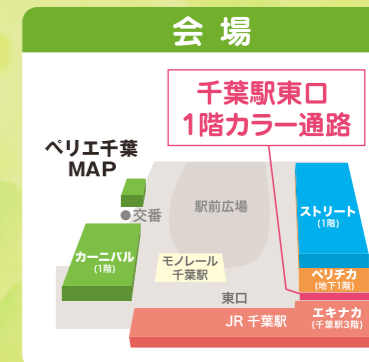 会場
千葉駅東口
1階カラー通路
ペリエ千葉
MAP
交番
駅前広場
ストリート
(1階)
カーニバル
(1階)
モノレール
千葉駅
ペリチカ
(地下1階)
東口
エキナカ
(千葉駅3階)
JR 千葉駅